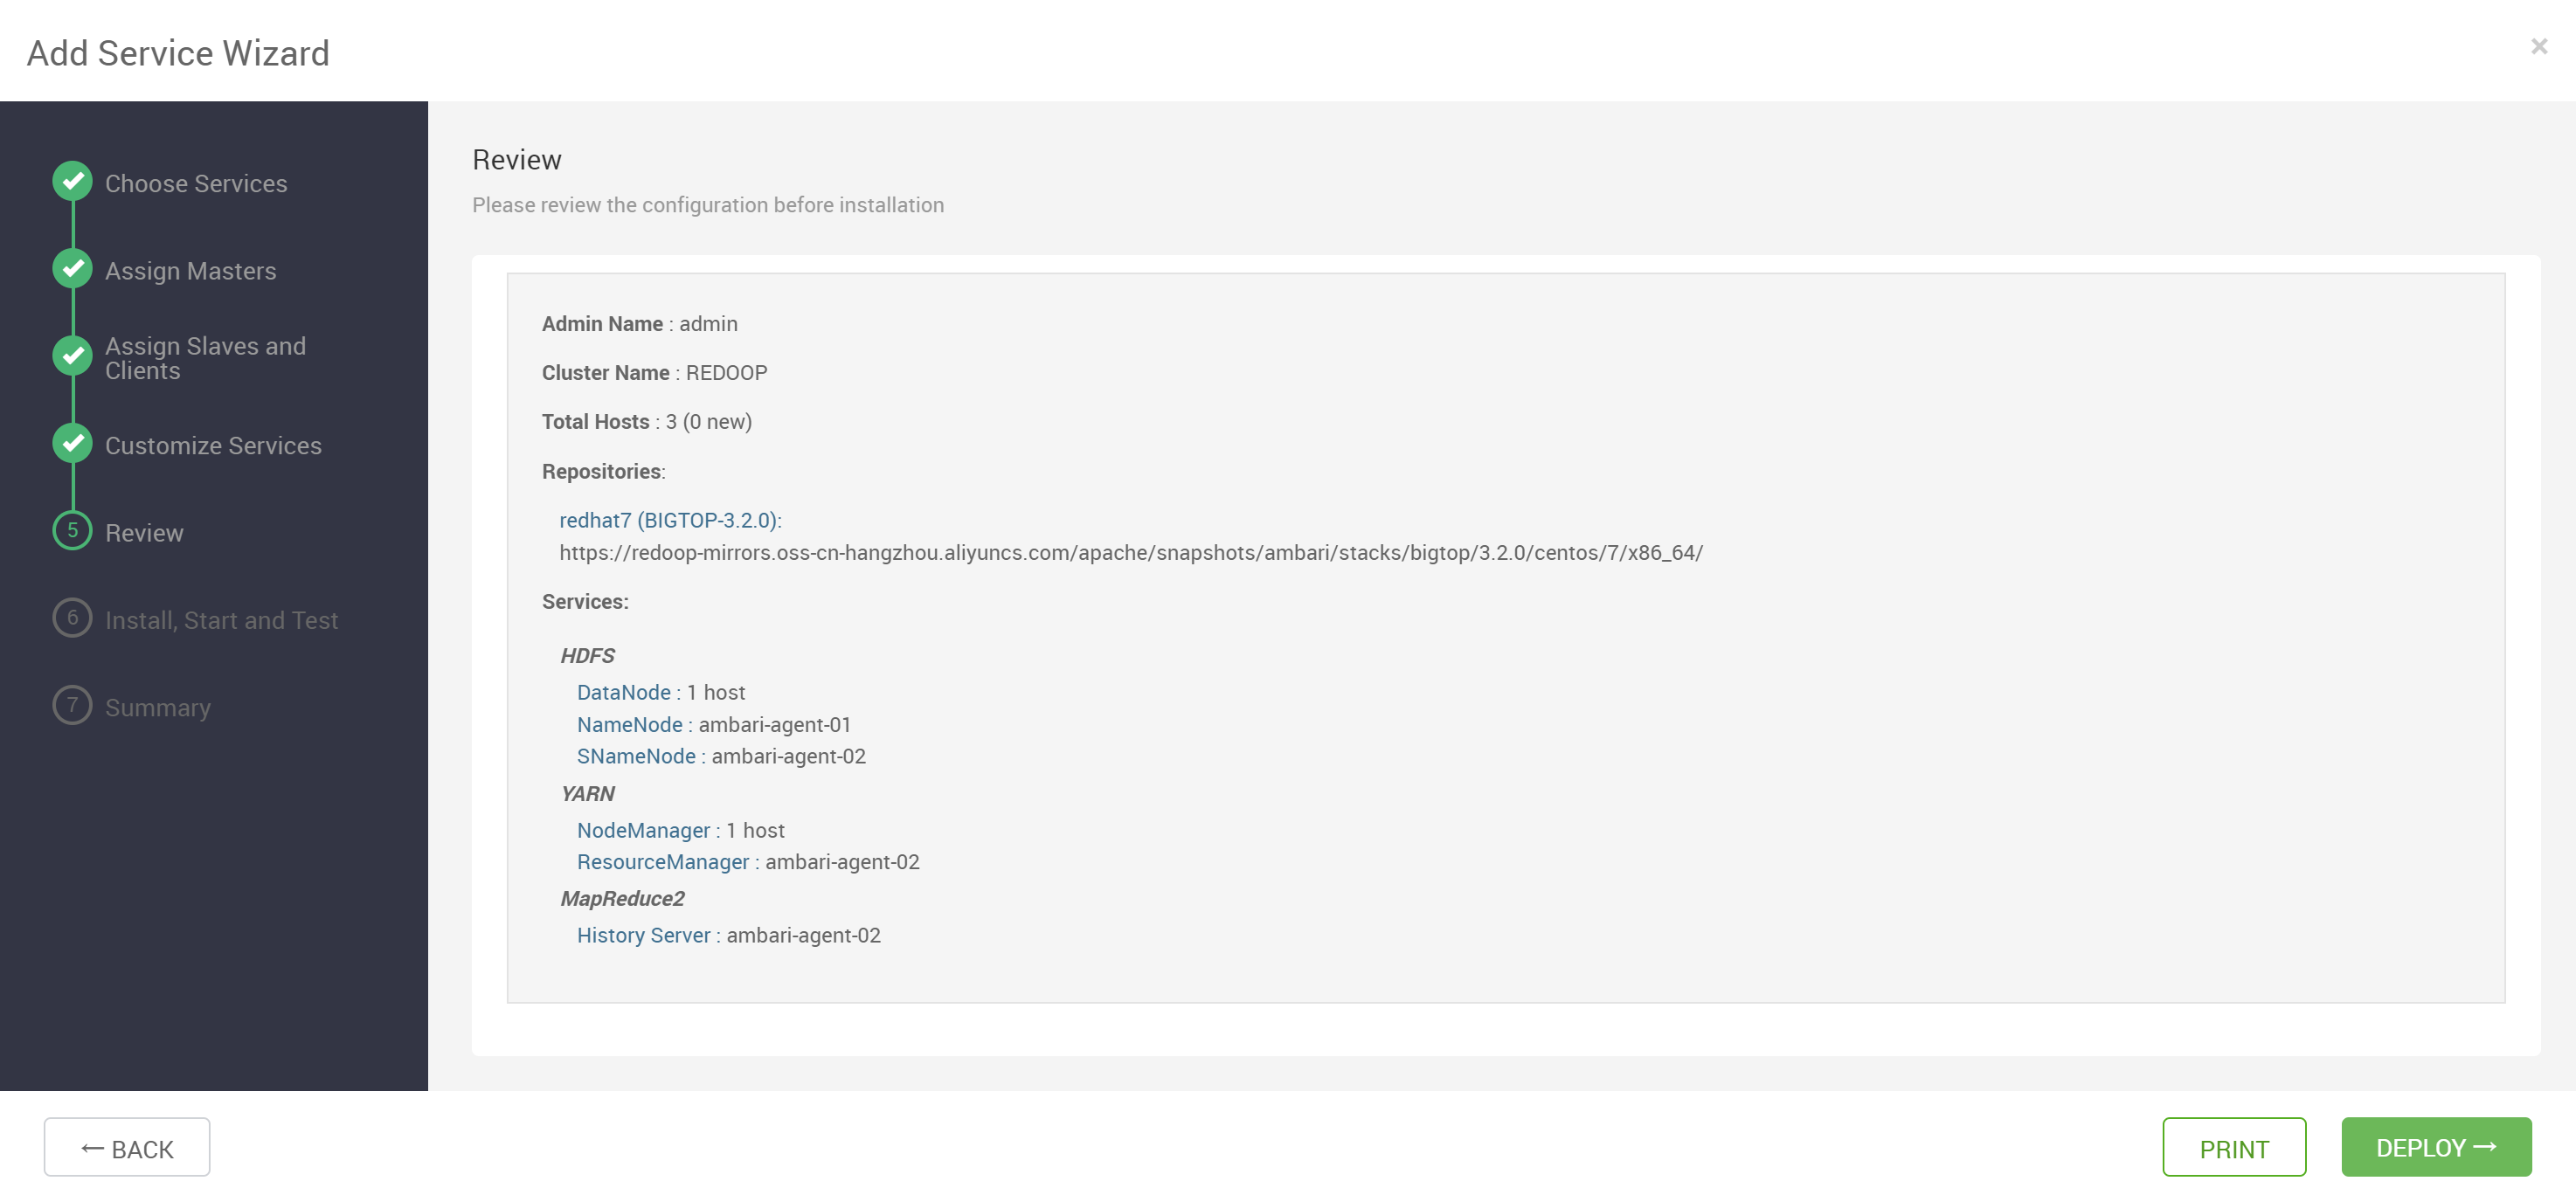 Add Service Wizard
×
Choose Services
Assign Masters
Assign Slaves and
Clients
Customize Services
5 Review
6 Install, Start and Test
7 Summary
Review
Please review the configuration before installation
Admin Name : admin
Cluster Name : REDOOP
Total Hosts : 3 (0 new)
Repositories:
redhat7 (BIGTOP-3.2.0):
https://redoop-mirrors.oss-cn-hangzhou.aliyuncs.com/apache/snapshots/ambari/stacks/bigtop/3.2.0/centos/7/x86_64/
Services:
HDFS
DataNode : 1 host
NameNode : ambari-agent-01
SNameNode : ambari-agent-02
YARN
NodeManager : 1 host
ResourceManager : ambari-agent-02
MapReduce2
History Server : ambari-agent-02
← BACK
PRINT
DEPLOY →